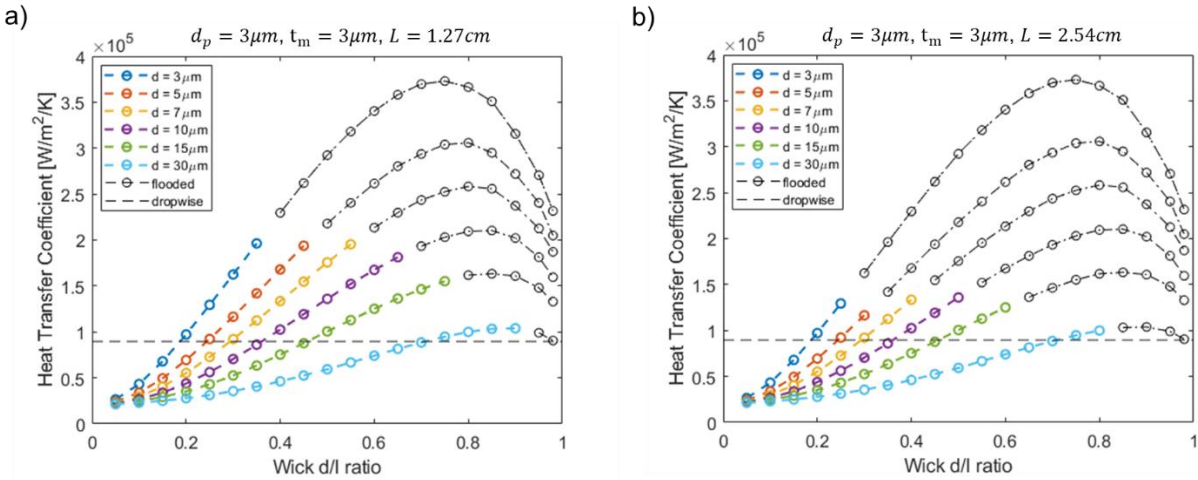 a)
d_p = 3μm, t_m = 3μm, L = 1.27cm
×10⁵
4
3.5
3
2.5
2
1.5
1
0.5
0
Heat Transfer Coefficient [W/m²/K]
d = 3μm
d = 5μm
d = 7μm
d = 10μm
d = 15μm
d = 30μm
flooded
dropwise
0 0.2 0.4 0.6 0.8 1
Wick d/l ratio
b)
d_p = 3μm, t_m = 3μm, L = 2.54cm
×10⁵
4
3.5
3
2.5
2
1.5
1
0.5
0
Heat Transfer Coefficient [W/m²/K]
d = 3μm
d = 5μm
d = 7μm
d = 10μm
d = 15μm
d = 30μm
flooded
dropwise
0 0.2 0.4 0.6 0.8 1
Wick d/l ratio